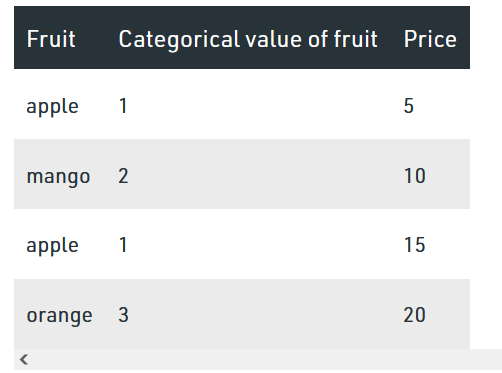 Fruit Categorical value of fruit Price
apple 1 5
mango 2 10
apple 1 15
orange 3 20